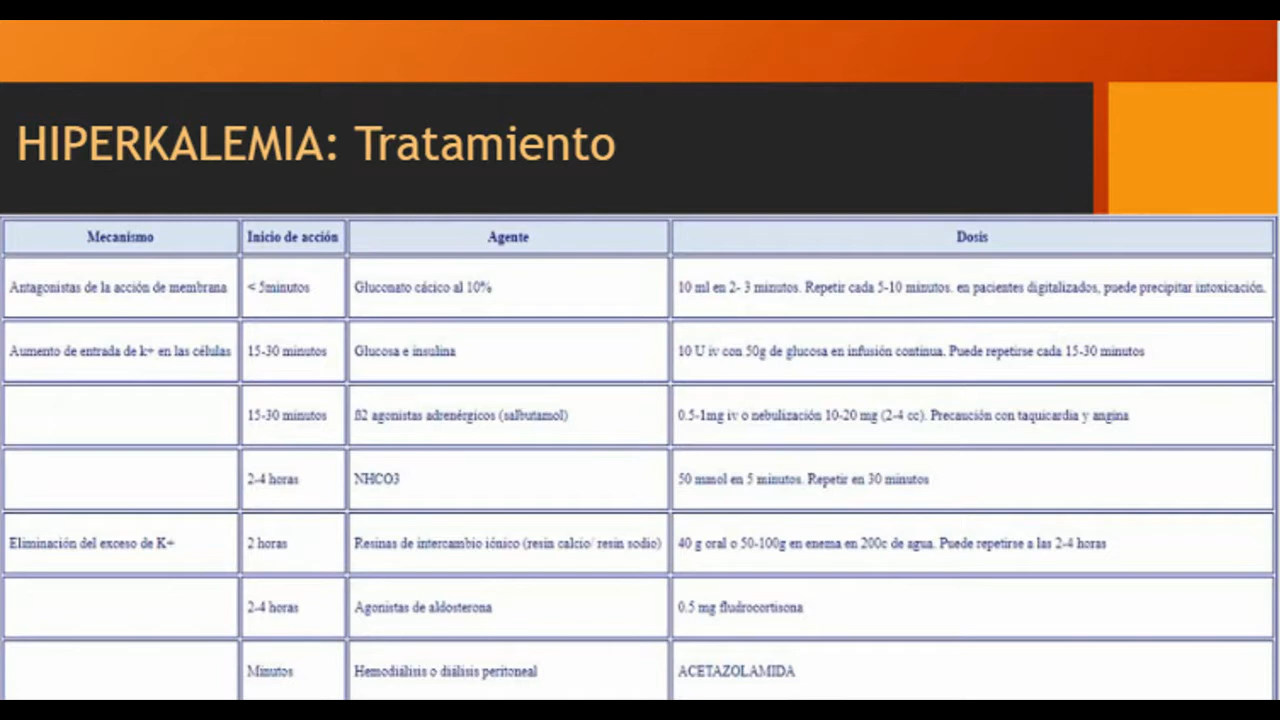 HIPERKALEMIA: Tratamiento
Mecanismo Inicio de acción Agente Dosis
Antagonistas de la acción de membrana < 5minutos Gluconato cácico al 10% 10 ml en 2- 3 minutos. Repetir cada 5-10 minutos. en pacientes digitalizados, puede precipitar intoxicación.
Aumento de entrada de k+ en las células 15-30 minutos Glucosa e insulina 10 U iv con 50g de glucosa en infusión continua. Puede repetirse cada 15-30 minutos
15-30 minutos ß2 agonistas adrenérgicos (salbutamol) 0.5-1mg iv o nebulización 10-20 mg (2-4 cc). Precaución con taquicardia y angina
2-4 horas NHCO3 50 mmol en 5 minutos. Repetir en 30 minutos
Eliminación del exceso de K+ 2 horas Resinas de intercambio iónico (resin calcio/ resin sodio) 40 g oral o 50-100g en enema en 200c de agua. Puede repetirse a las 2-4 horas
2-4 horas Agonistas de aldosterona 0.5 mg fludrocortisona
Minutos Hemodiálisis o diálisis peritoneal ACETAZOLAMIDA